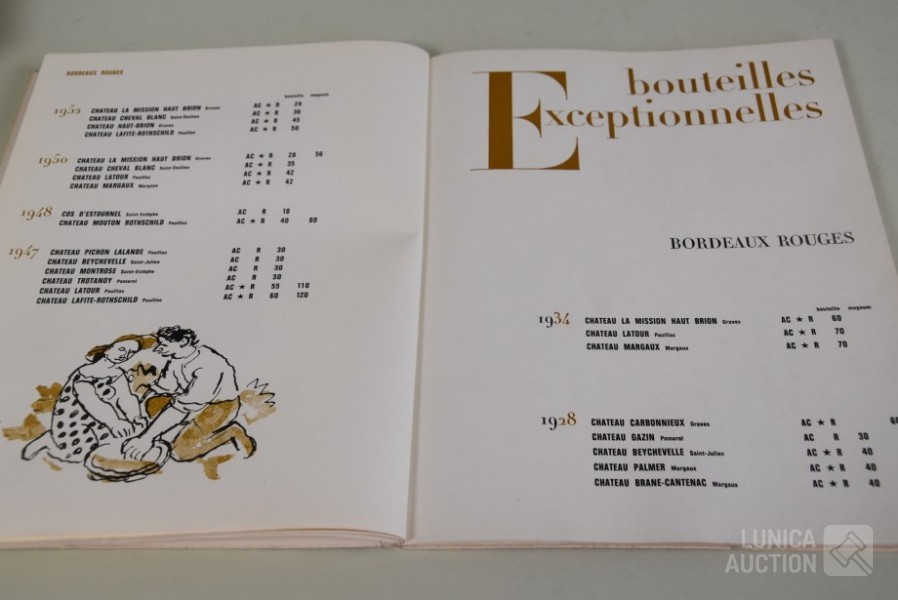 BORDEAUX ROUGES
bouteille magnum
1952 CHATEAU LA MISSION HAUT BRION Graves AC ★ R 24
CHATEAU CHEVAL BLANC Saint-Emilion AC ★ R 36
CHATEAU HAUT-BRION Graves AC ★ R 45
CHATEAU LAFITE-ROTHSCHILD Pauillac AC ★ R 50
1950 CHATEAU LA MISSION HAUT BRION Graves AC ★ R 28 56
CHATEAU CHEVAL BLANC Saint-Emilion AC ★ R 35
CHATEAU LATOUR Pauillac AC ★ R 42
CHATEAU MARGAUX Margaux AC ★ R 42
1948 COS D'ESTOURNEL Saint-Estèphe AC R 18
CHATEAU MOUTON ROTHSCHILD Pauillac AC ★ R 40 80
1947 CHATEAU PICHON LALANDE Pauillac AC R 30
CHATEAU BEYCHEVELLE Saint-Julien AC R 30
CHATEAU MONTROSE Saint-Estèphe AC R 30
CHATEAU TROTANOY Pomerol AC R 30
CHATEAU LATOUR Pauillac AC ★ R 55 110
CHATEAU LAFITE-ROTHSCHILD Pauillac AC ★ R 60 120
bouteilles
Exceptionnelles
BORDEAUX ROUGES
bouteille magnum
1934 CHATEAU LA MISSION HAUT BRION Graves AC ★ R 60
CHATEAU LATOUR Pauillac AC ★ R 70
CHATEAU MARGAUX Margaux AC ★ R 70
1928 CHATEAU CARBONNIEUX Graves AC ★ R 60
CHATEAU GAZIN Pomerol AC R 30
CHATEAU BEYCHEVELLE Saint-Julien AC ★ R 40
CHATEAU PALMER Margaux AC ★ R 40
CHATEAU BRANE-CANTENAC Margaux AC ★ R 40
LUNICA
AUCTION